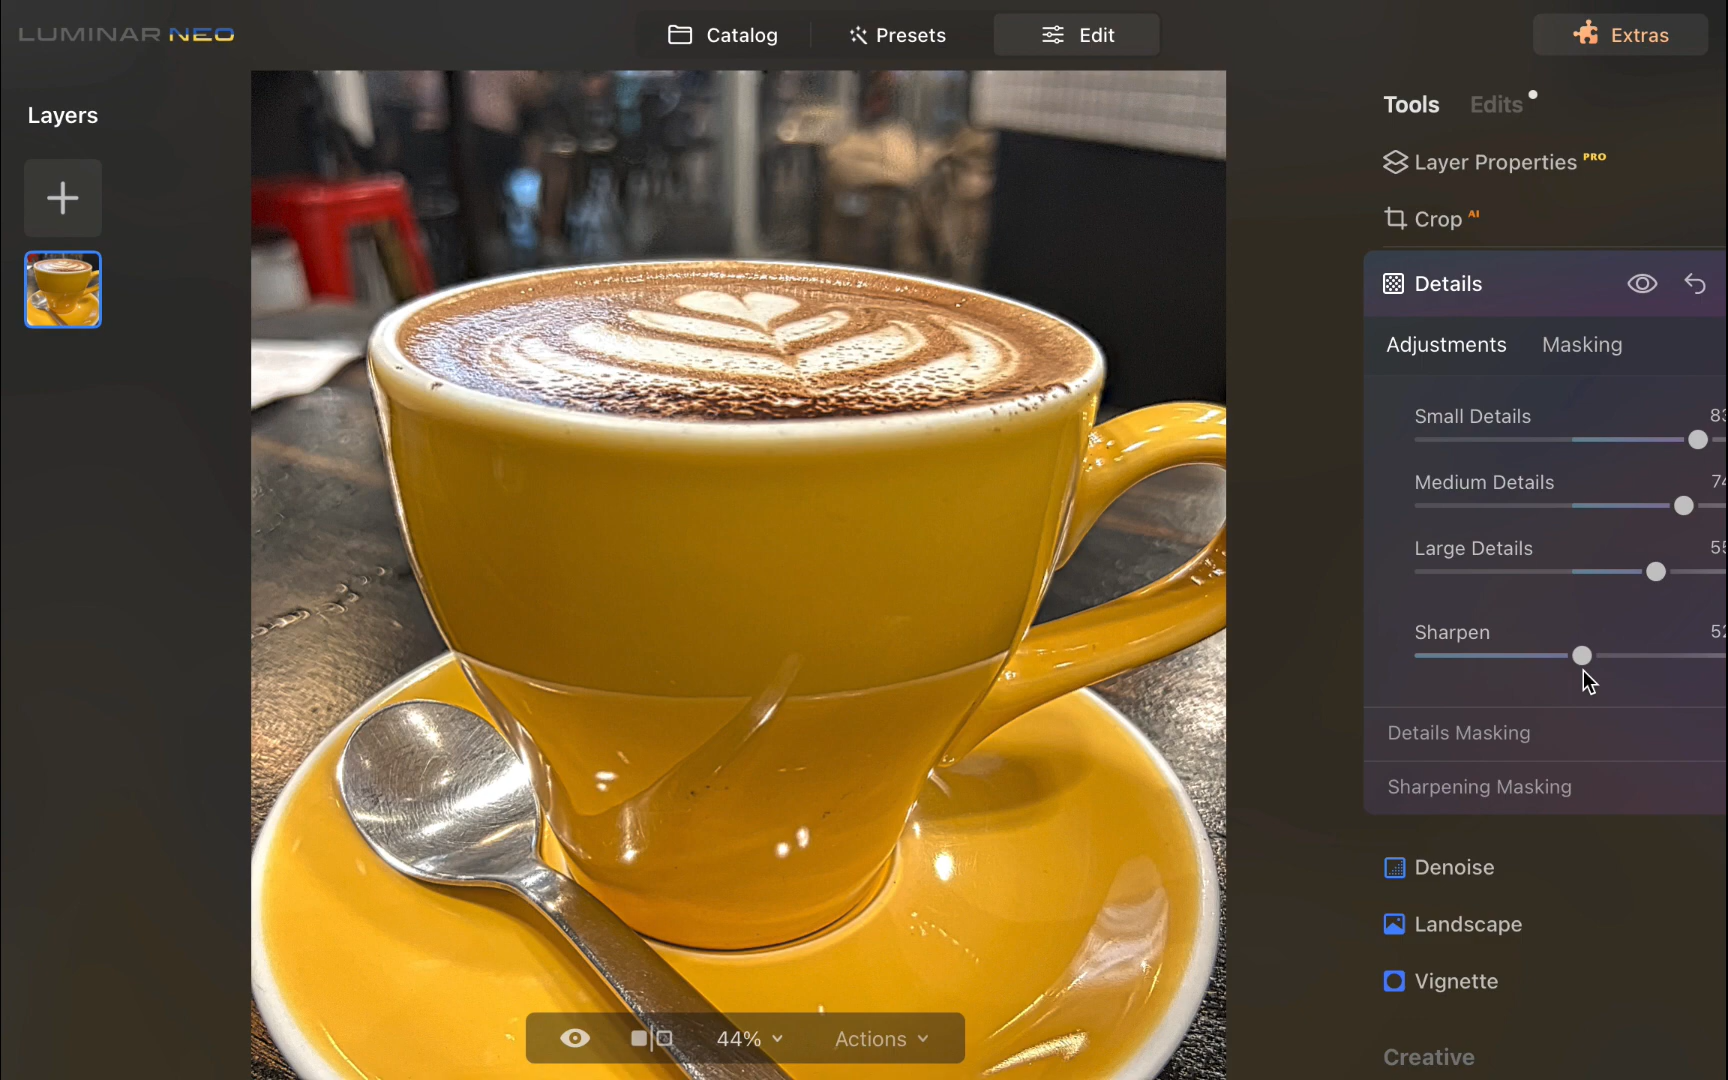 LUMINAR NEO
Catalog
Presets
Edit
Extras
Layers
Tools
Edits
Layer Properties PRO
Crop AI
Details
Adjustments
Masking
Small Details
Medium Details
Large Details
Sharpen
Details Masking
Sharpening Masking
Denoise
Landscape
Vignette
44%
Actions
Creative